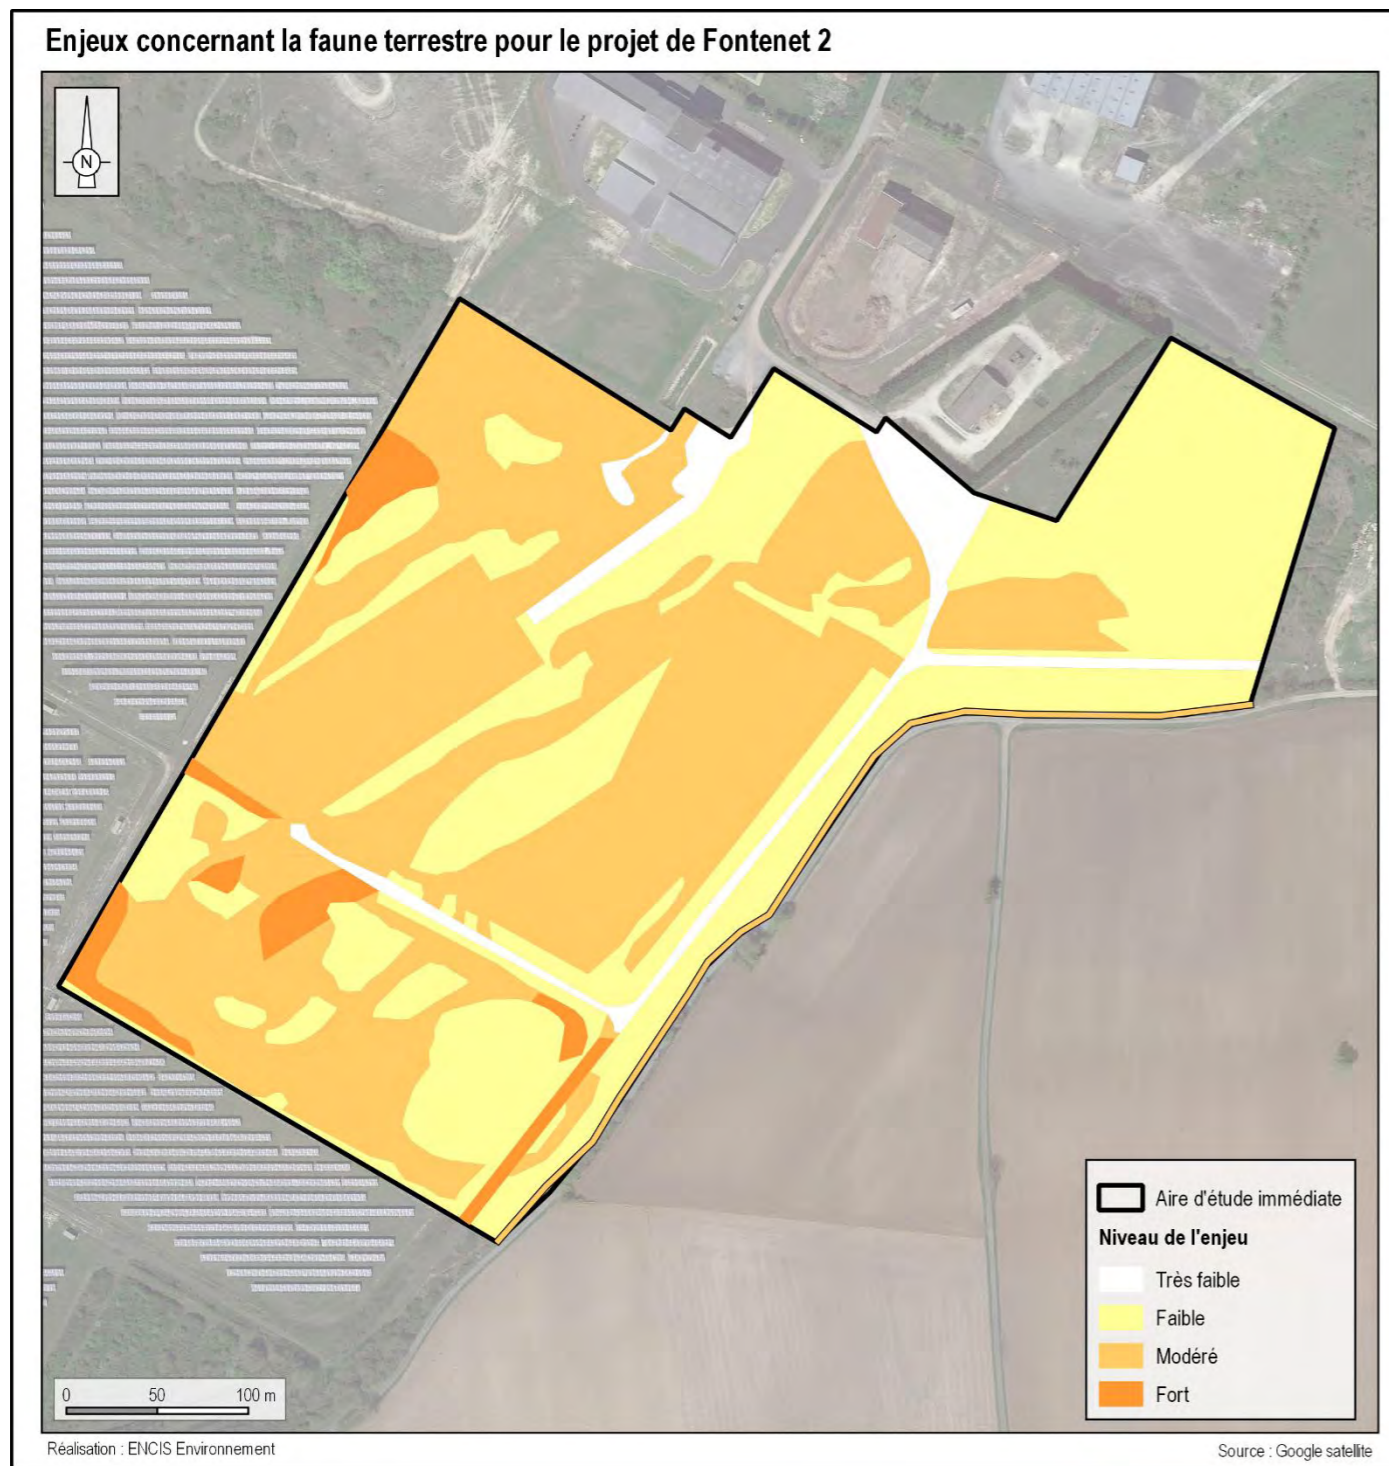 Enjeux concernant la faune terrestre pour le projet de Fontenet 2
N
Aire d'étude immédiate
Niveau de l'enjeu
Très faible
Faible
Modéré
Fort
0 50 100 m
Réalisation : ENCIS Environnement
Source : Google satellite